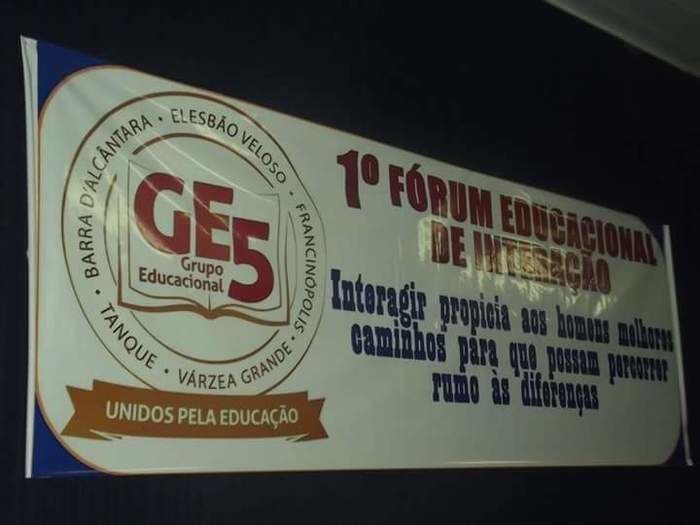 BARRA D'ALCÂNTARA • ELESBÃO VELOSO • FRANCINÓPOLIS • VÁRZEA GRANDE • TANQUE •
GE5
Grupo
Educacional
UNIDOS PELA EDUCAÇÃO
1º FÓRUM EDUCACIONAL
DE INTERAÇÃO
Interagir propicia aos homens melhores
caminhos para que possam percorrer
rumo às diferenças